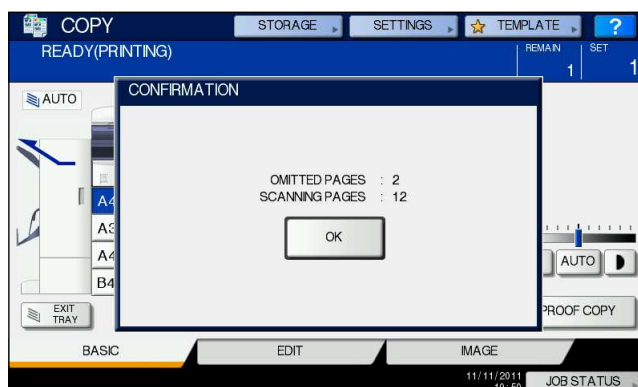 COPY
STORAGE
SETTINGS
TEMPLATE
?
READY(PRINTING)
REMAIN
1
SET
1
AUTO
CONFIRMATION
OMITTED PAGES : 2
SCANNING PAGES : 12
OK
A4
A3
A4
B4
AUTO
EXIT
TRAY
PROOF COPY
BASIC
EDIT
IMAGE
11/11/2011
JOB STATUS